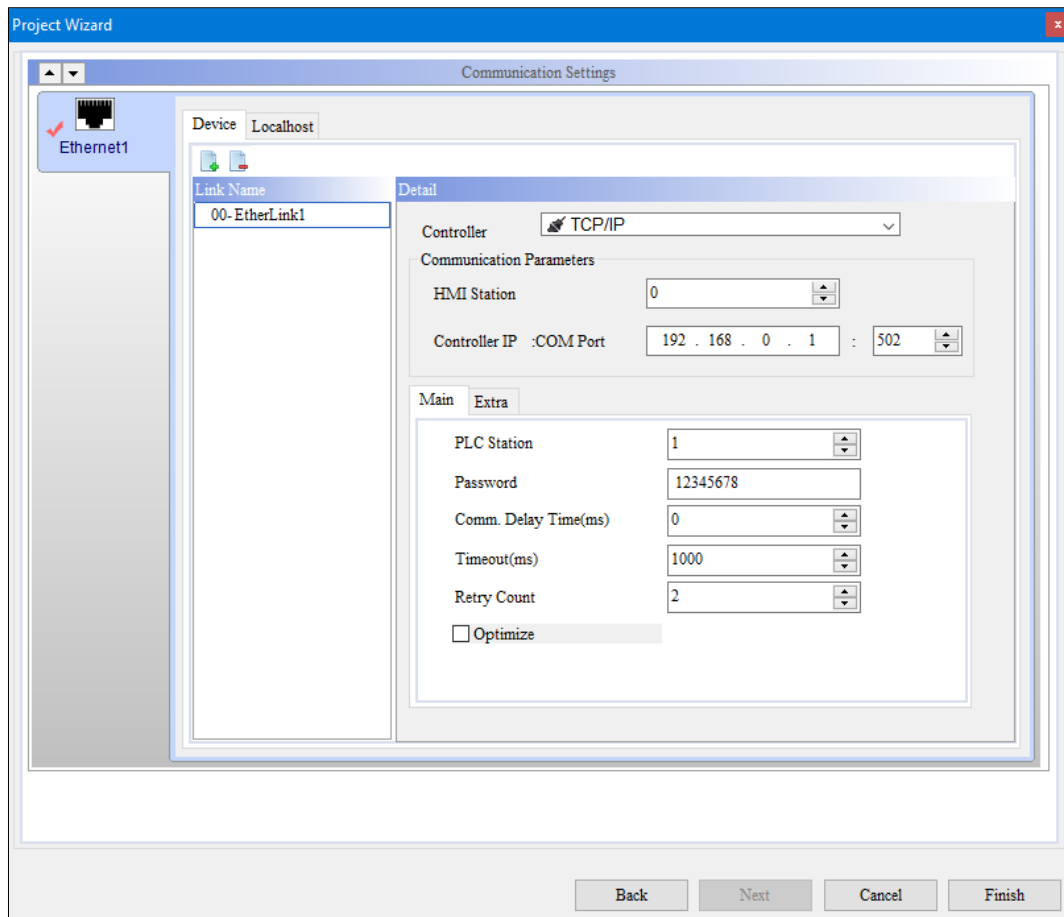 Project Wizard
x
Communication Settings
Ethernet1
Device Localhost
Link Name
00-EtherLink1
Detail
Controller TCP/IP
Communication Parameters
HMI Station 0
Controller IP :COM Port 192 . 168 . 0 . 1 : 502
Main Extra
PLC Station 1
Password 12345678
Comm. Delay Time(ms) 0
Timeout(ms) 1000
Retry Count 2
Optimize
Back Next Cancel Finish